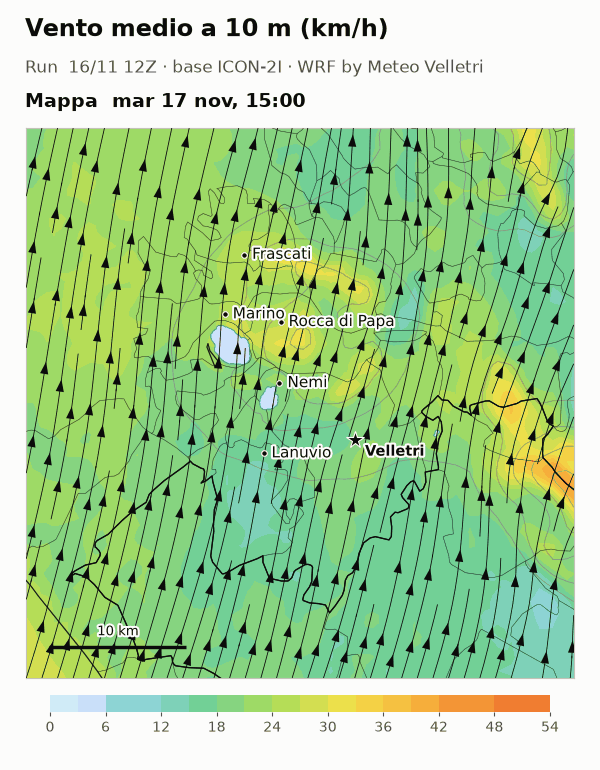 Vento medio a 10 m (km/h)
Run 16/11 12Z · base ICON-2I · WRF by Meteo Velletri
Mappa mar 17 nov, 15:00
Frascati
Marino
Rocca di Papa
Nemi
Velletri
Lanuvio
10 km
0 6 12 18 24 30 36 42 48 54